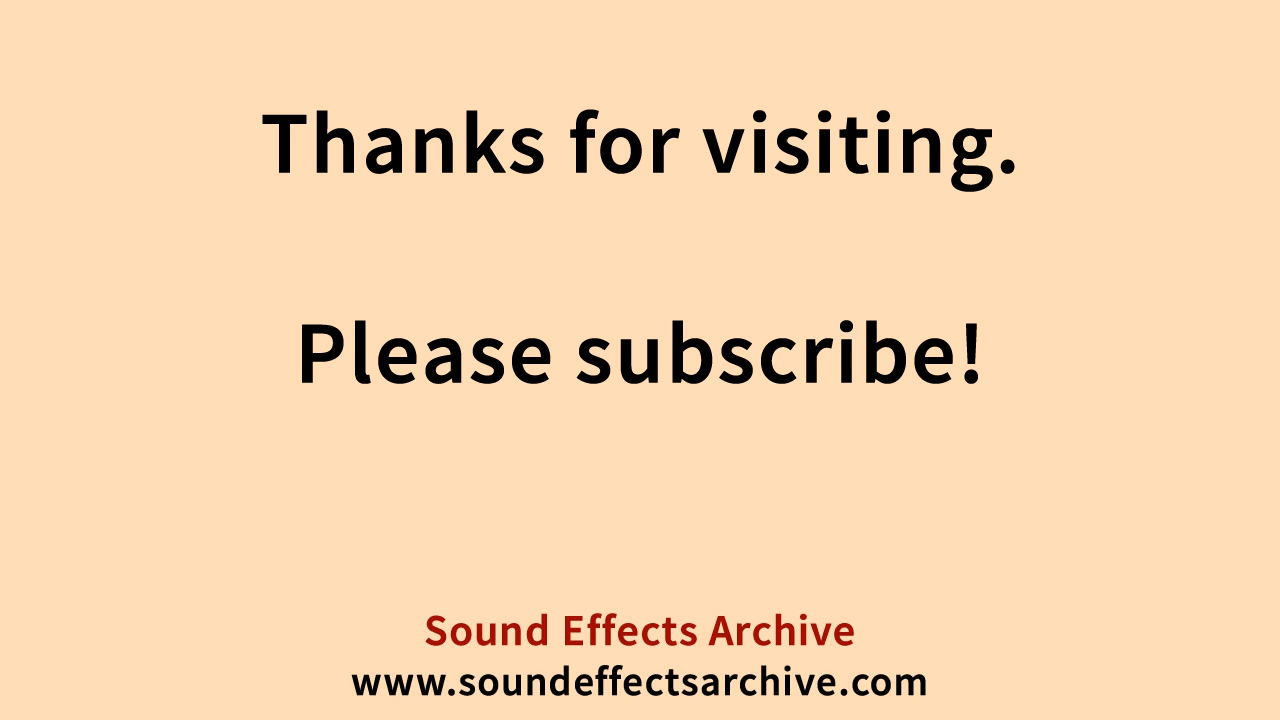 Thanks for visiting.
Please subscribe!
Sound Effects Archive
www.soundeffectsarchive.com